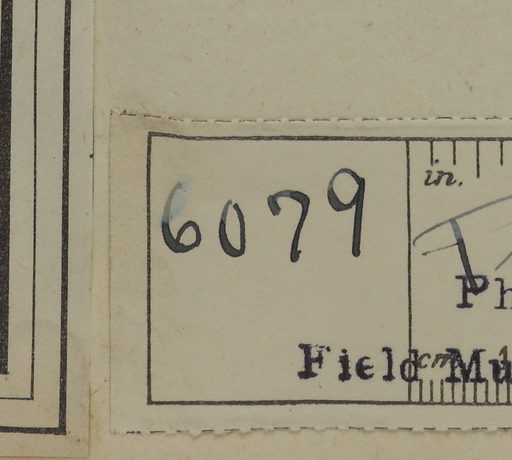 6079
in.
Ph
Field Mu
cm